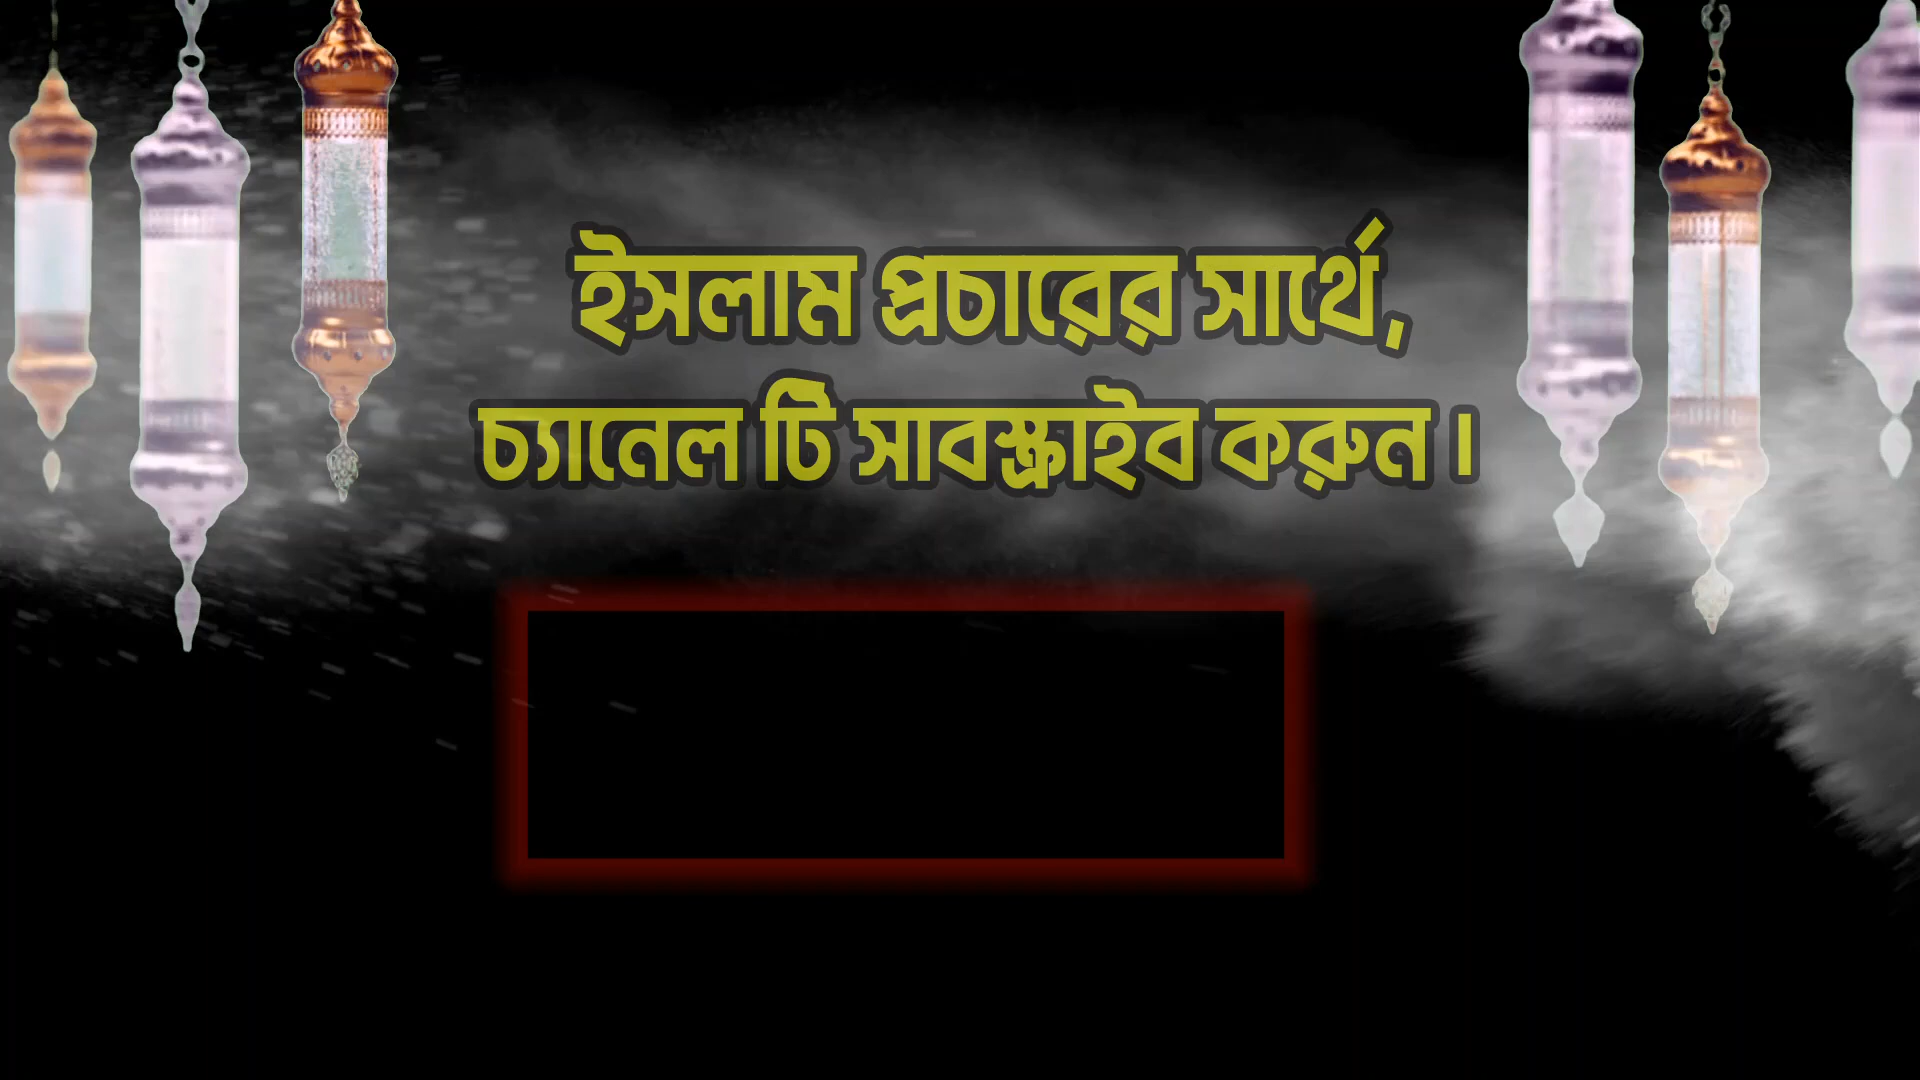 ইসলাম প্রচারের সার্থে,
চ্যানেল টি সাবস্ক্রাইব করুন ।